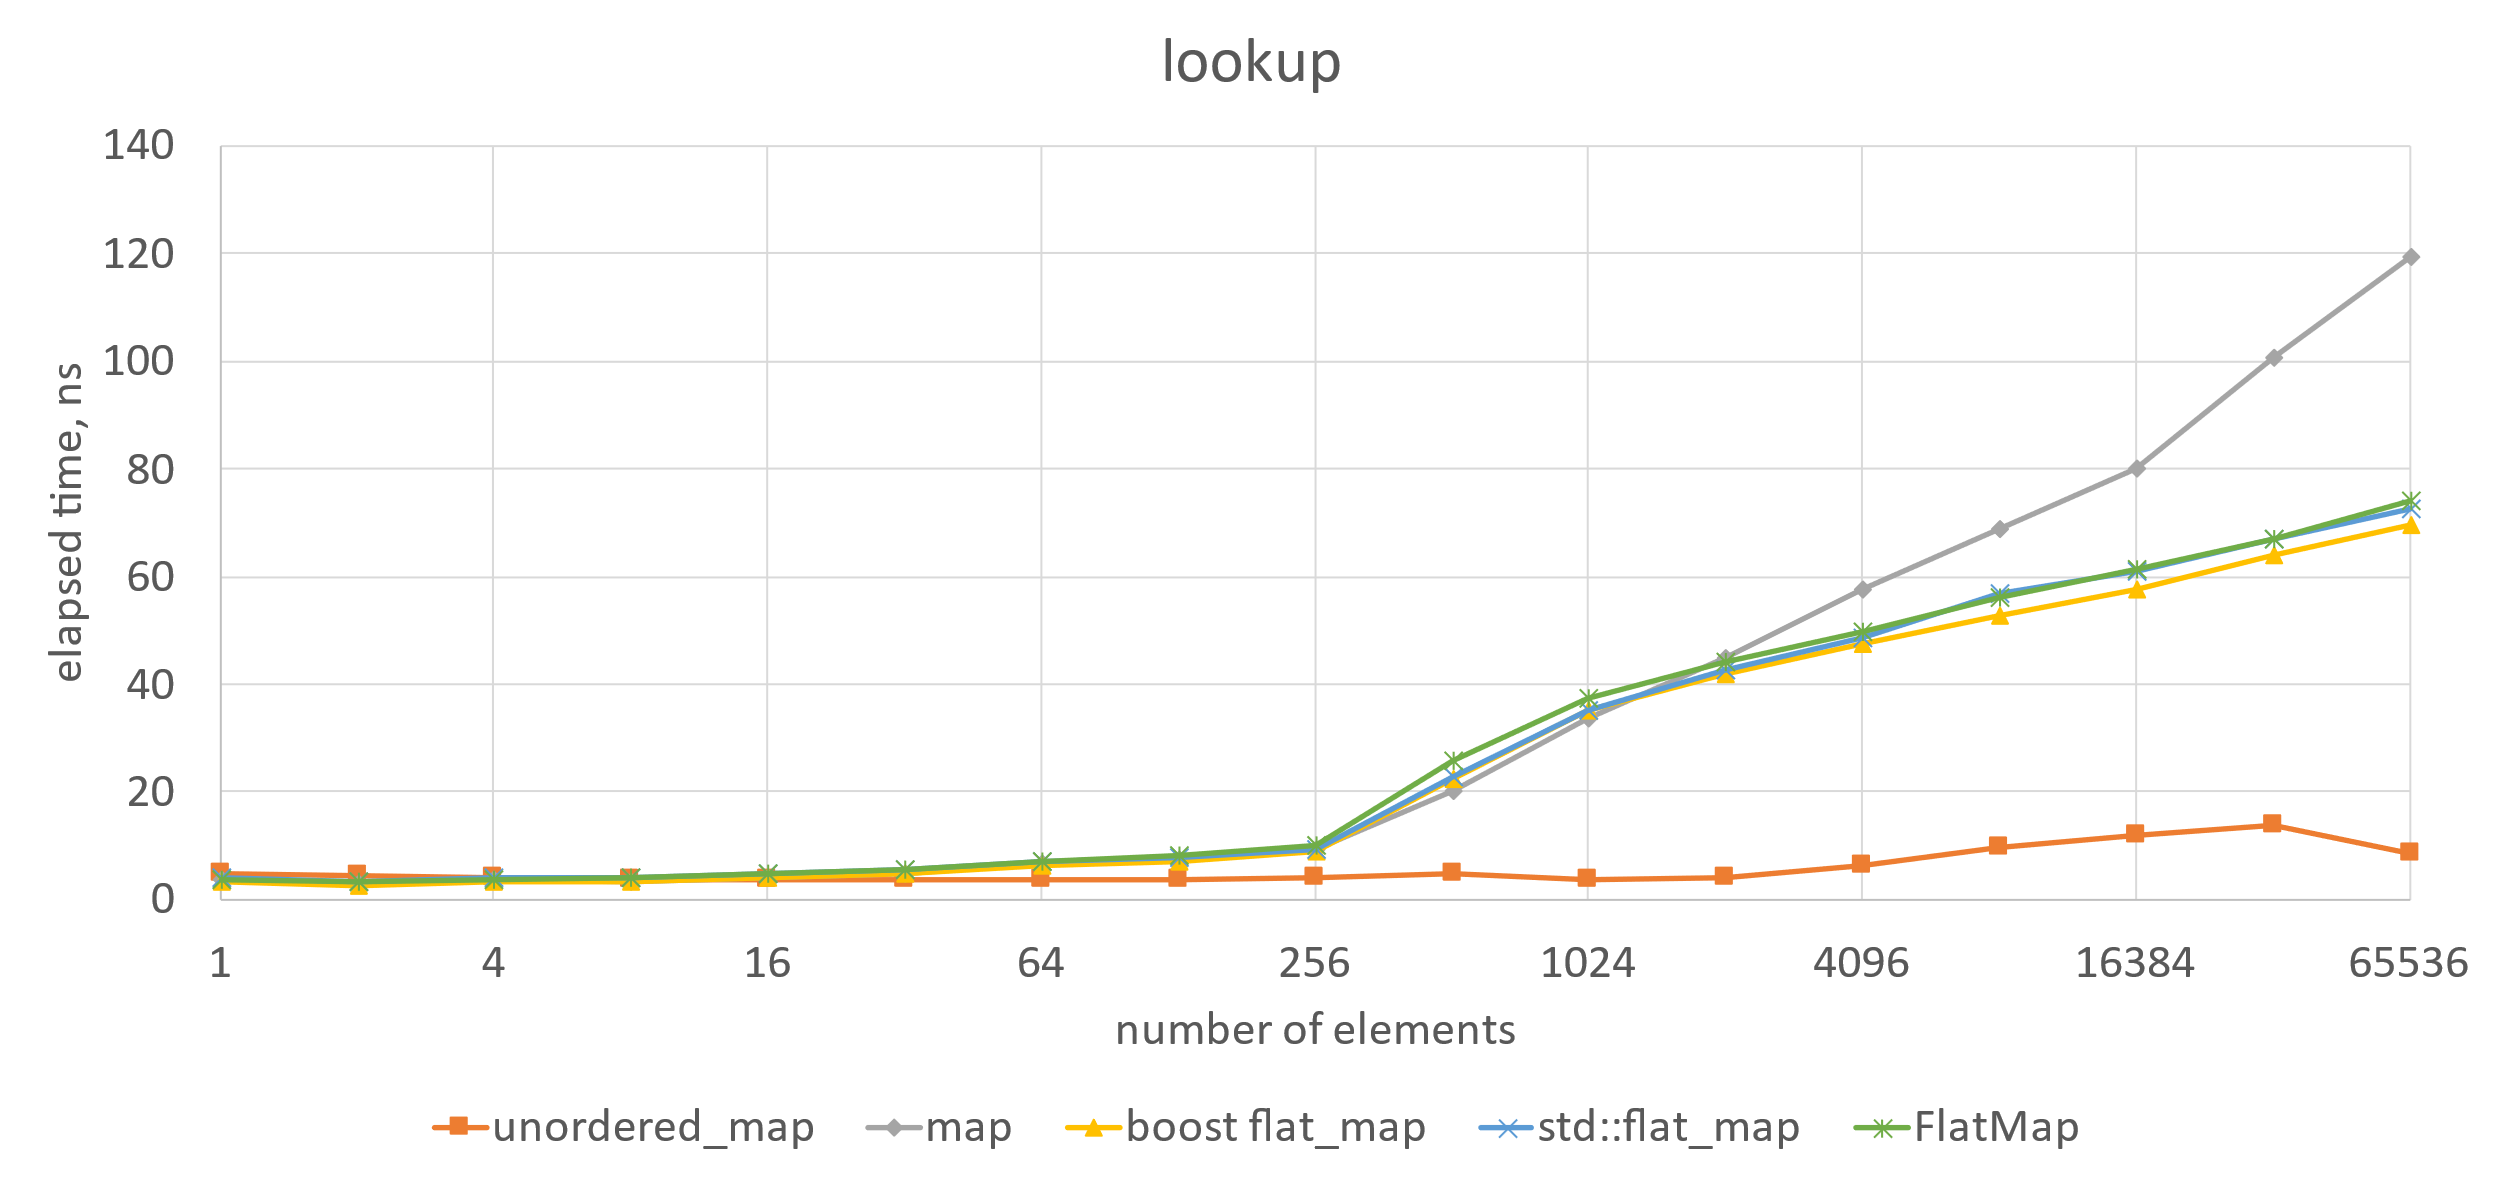 lookup
140
120
100
80
60
40
20
0
elapsed time, ns
1 4 16 64 256 1024 4096 16384 65536
number of elements
unordered_map map boost flat_map std::flat_map FlatMap